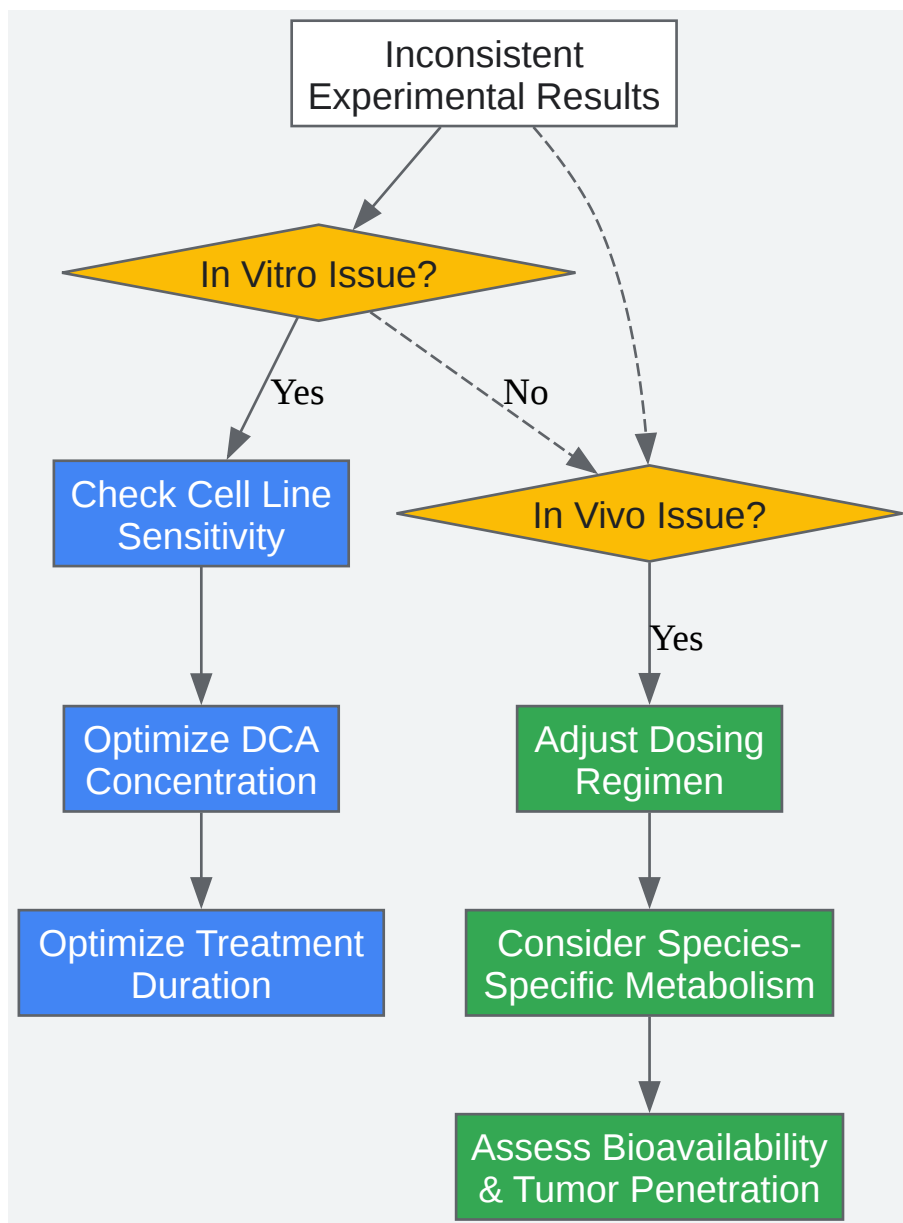 Inconsistent
Experimental Results
In Vitro Issue?
Yes
No
Check Cell Line
Sensitivity
In Vivo Issue?
Yes
Optimize DCA
Concentration
Adjust Dosing
Regimen
Optimize Treatment
Duration
Consider Species-
Specific Metabolism
Assess Bioavailability
& Tumor Penetration